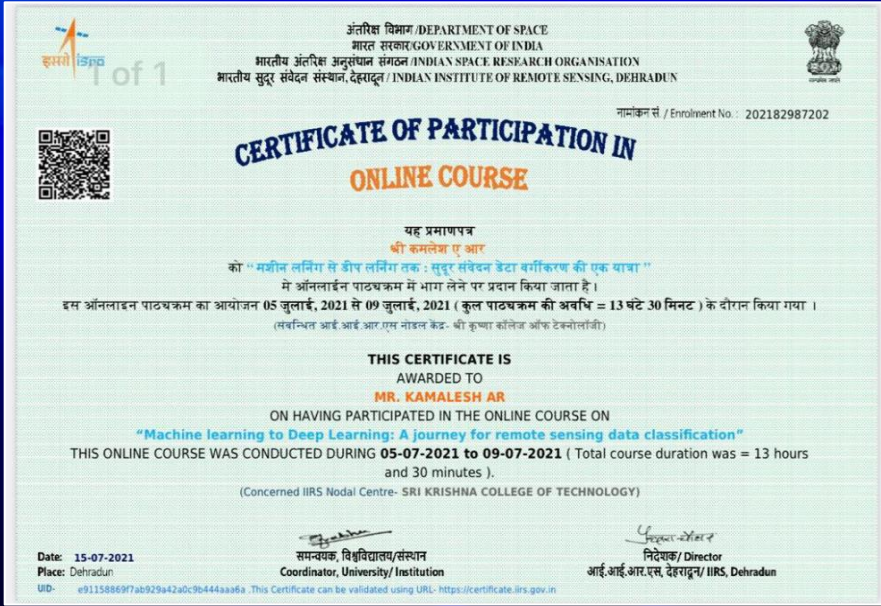 अंतरिक्ष विभाग/DEPARTMENT OF SPACE
भारत सरकार/GOVERNMENT OF INDIA
भारतीय अंतरिक्ष अनुसंधान संगठन/INDIAN SPACE RESEARCH ORGANISATION
भारतीय सुदूर संवेदन संस्थान, देहरादून/ INDIAN INSTITUTE OF REMOTE SENSING, DEHRADUN
इसरो isro
1 of 1
सत्यमेव जयते
नामांकन सं. / Enrolment No. : 202182987202
CERTIFICATE OF PARTICIPATION IN
ONLINE COURSE
यह प्रमाणपत्र
श्री कमलेश ए आर
को " मशीन लर्निंग से डीप लर्निंग तक : सुदूर संवेदन डेटा वर्गीकरण की एक यात्रा "
मे ऑनलाईन पाठ्यक्रम में भाग लेने पर प्रदान किया जाता है।
इस ऑनलाइन पाठ्यक्रम का आयोजन 05 जुलाई, 2021 से 09 जुलाई, 2021 ( कुल पाठ्यक्रम की अवधि = 13 घंटे 30 मिनट ) के दौरान किया गया ।
(संबन्धित आई.आई.आर.एस नोडल केंद्र- श्री कृष्णा कॉलेज ऑफ टेक्नोलॉजी)
THIS CERTIFICATE IS
AWARDED TO
MR. KAMALESH AR
ON HAVING PARTICIPATED IN THE ONLINE COURSE ON
“Machine learning to Deep Learning: A journey for remote sensing data classification”
THIS ONLINE COURSE WAS CONDUCTED DURING 05-07-2021 to 09-07-2021 ( Total course duration was = 13 hours
and 30 minutes ).
(Concerned IIRS Nodal Centre- SRI KRISHNA COLLEGE OF TECHNOLOGY)
Date: 15-07-2021
Place: Dehradun
समन्वयक, विश्वविद्यालय/संस्थान
Coordinator, University/ Institution
निदेशक/ Director
आई.आई.आर.एस, देहरादून/ IIRS, Dehradun
UID- e91158869f7ab929a42a0c9b444aaa6a .This Certificate can be validated using URL- https://certificate.iirs.gov.in